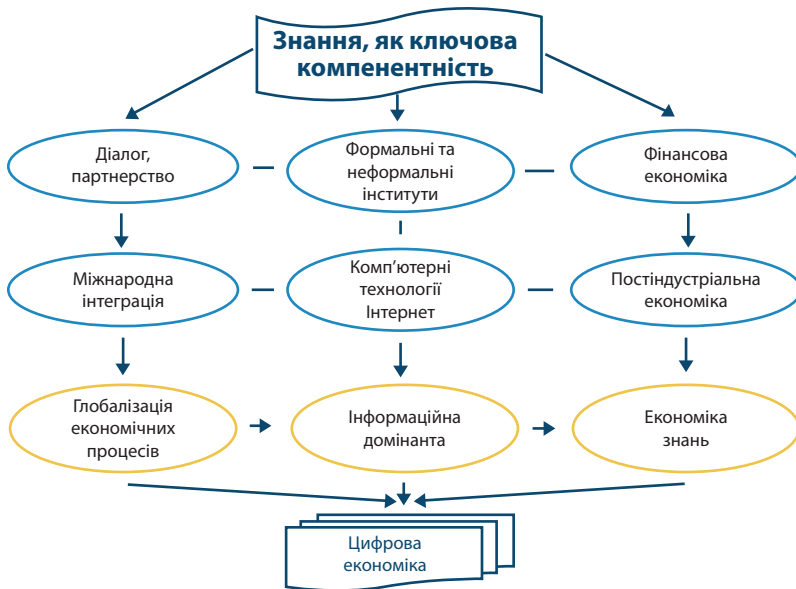 Знання, як ключова
компенентність
Діалог,
партнерство
Формальні та
неформальні
інститути
Фінансова
економіка
Міжнародна
інтеграція
Комп’ютерні
технології
Інтернет
Постіндустріальна
економіка
Глобалізація
економічних
процесів
Інформаційна
домінанта
Економіка
знань
Цифрова
економіка